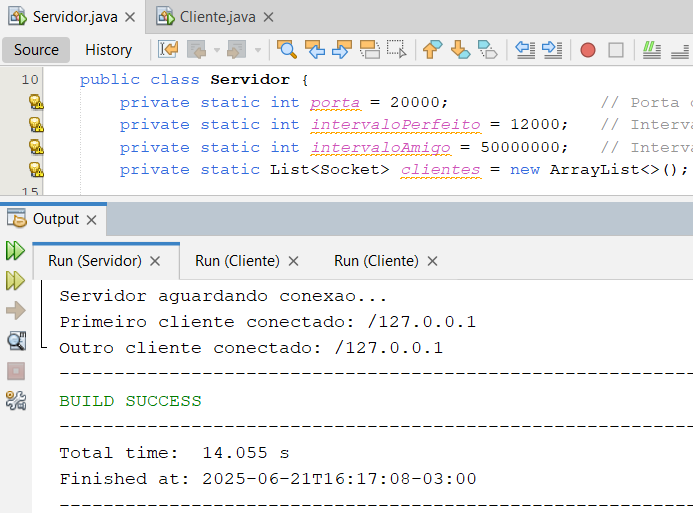 Servidor.java Cliente.java
Source History
10 public class Servidor {
private static int porta = 20000; // Porta
private static int intervaloPerfeito = 12000; // Interva
private static int intervaloAmigo = 50000000; // Interva
private static List<Socket> clientes = new ArrayList<>();
15
Output
Run (Servidor) Run (Cliente) Run (Cliente)
Servidor aguardando conexao...
Primeiro cliente conectado: /127.0.0.1
Outro cliente conectado: /127.0.0.1
------------------------------------------------------------------------
BUILD SUCCESS
------------------------------------------------------------------------
Total time:  14.055 s
Finished at: 2025-06-21T16:17:08-03:00
------------------------------------------------------------------------